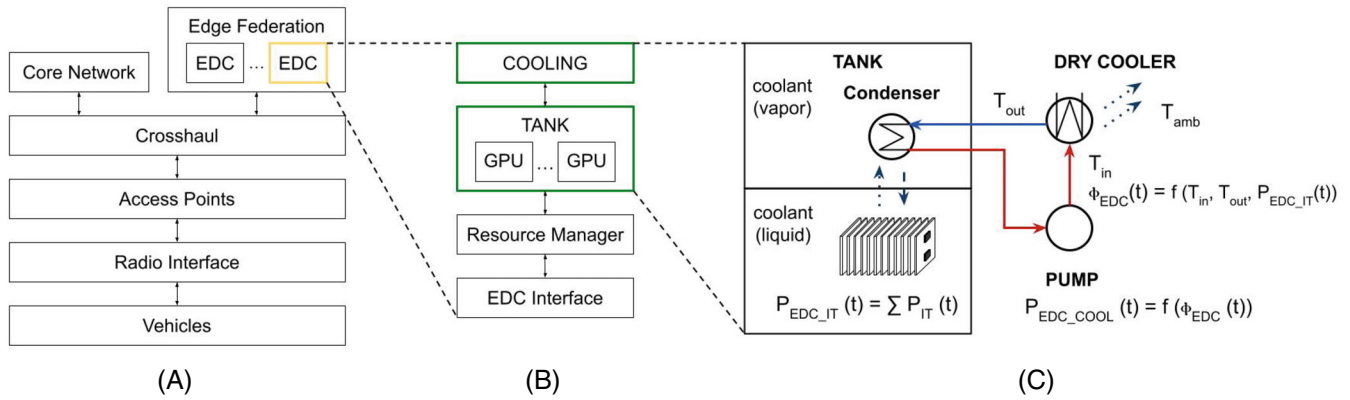 Edge Federation
EDC ... EDC
Core Network
Crosshaul
Access Points
Radio Interface
Vehicles
(A)
COOLING
TANK
GPU ... GPU
Resource Manager
EDC Interface
(B)
TANK
coolant
(vapor)
Condenser
DRY COOLER
T_out
T_amb
T_in
Φ_EDC(t) = f (T_in, T_out, P_EDC_IT(t))
coolant
(liquid)
P_EDC_IT (t) = ∑ P_IT (t)
PUMP
P_EDC_COOL (t) = f (Φ_EDC (t))
(C)